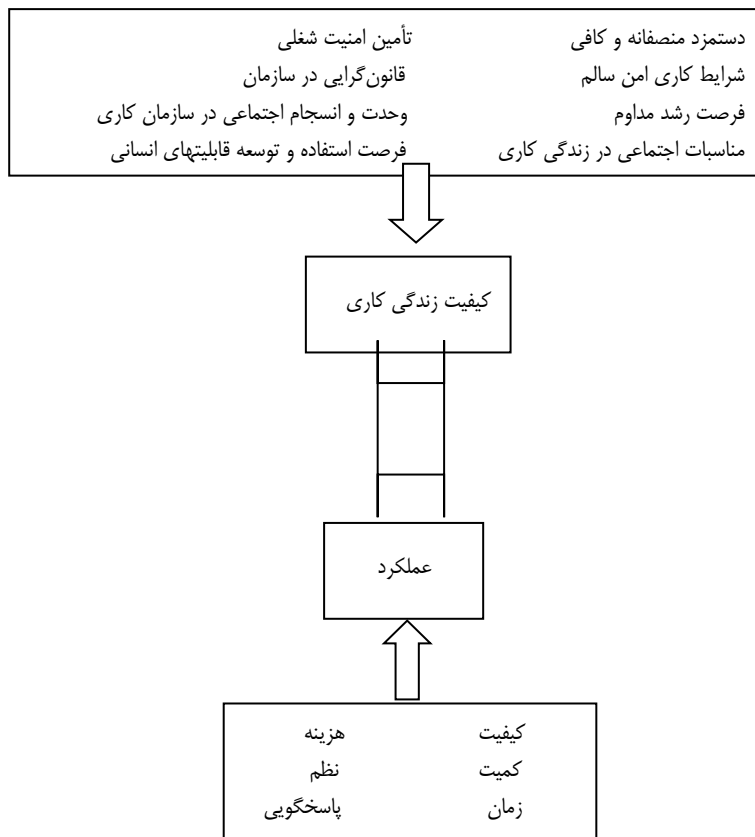 دستمزد منصفانه و کافی تأمین امنیت شغلی
شرایط کاری امن سالم قانون‌گرایی در سازمان
فرصت رشد مداوم وحدت و انسجام اجتماعی در سازمان کاری
مناسبات اجتماعی در زندگی کاری فرصت استفاده و توسعه قابلیتهای انسانی
کیفیت زندگی کاری
عملکرد
کیفیت هزینه
کمیت نظم
زمان پاسخگویی